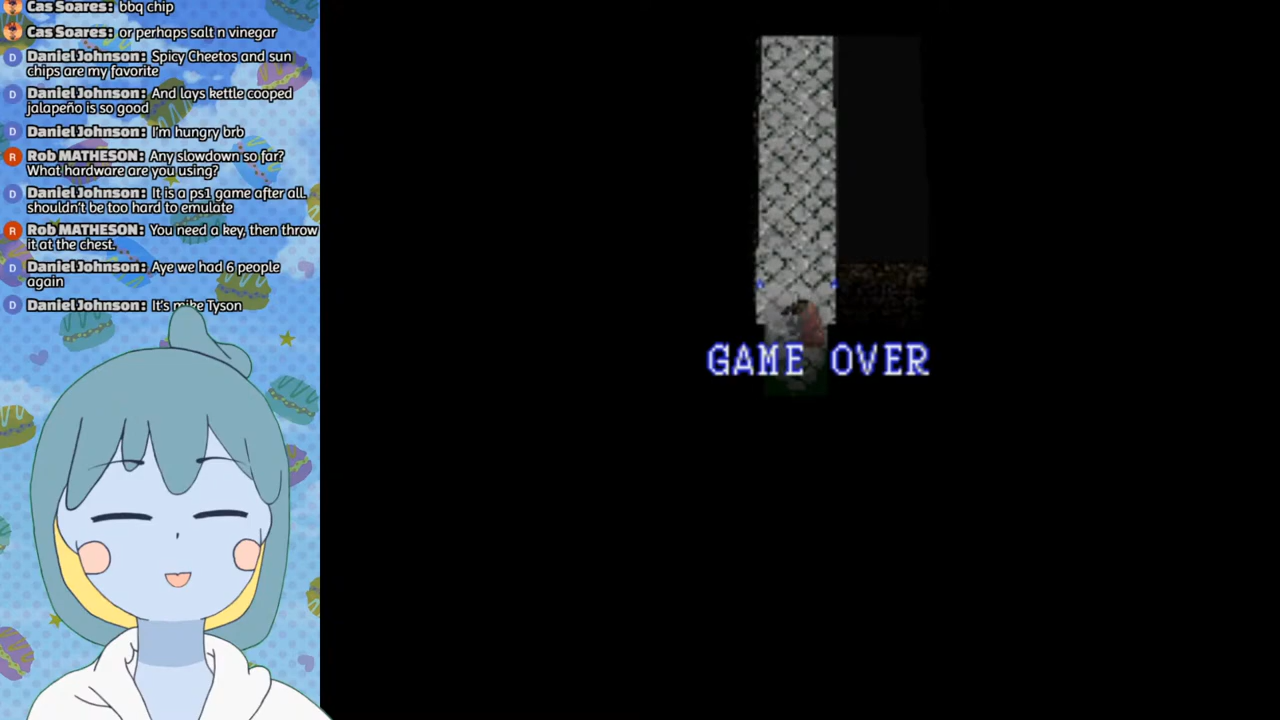 Cas Soares: bbq chip
Cas Soares: or perhaps salt n vinegar
D Daniel Johnson: Spicy Cheetos and sun
chips are my favorite
D Daniel Johnson: And lays kettle cooped
jalapeño is so good
D Daniel Johnson: I'm hungry brb
R Rob MATHESON: Any slowdown so far?
What hardware are you using?
D Daniel Johnson: It is a ps1 game after all.
shouldn't be too hard to emulate
R Rob MATHESON: You need a key, then throw
it at the chest.
D Daniel Johnson: Aye we had 6 people
again
D Daniel Johnson: It's mike Tyson
GAME OVER